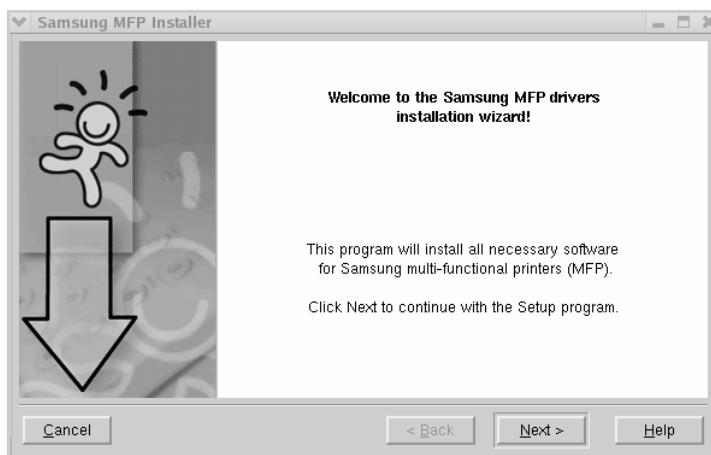 Samsung MFP Installer
Welcome to the Samsung MFP drivers
installation wizard!
This program will install all necessary software
for Samsung multi-functional printers (MFP).
Click Next to continue with the Setup program.
Cancel
< Back
Next >
Help